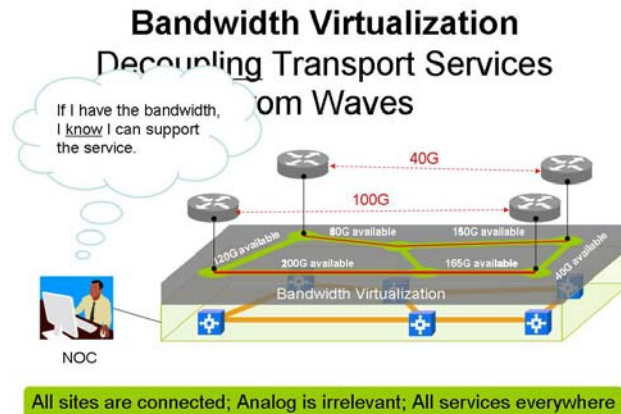 Bandwidth Virtualization
Decoupling Transport Services
from Waves
If I have the bandwidth,
I know I can support
the service.
40G
100G
80G available
150G available
120G available
200G available
165G available
40G available
Bandwidth Virtualization
NOC
All sites are connected; Analog is irrelevant; All services everywhere